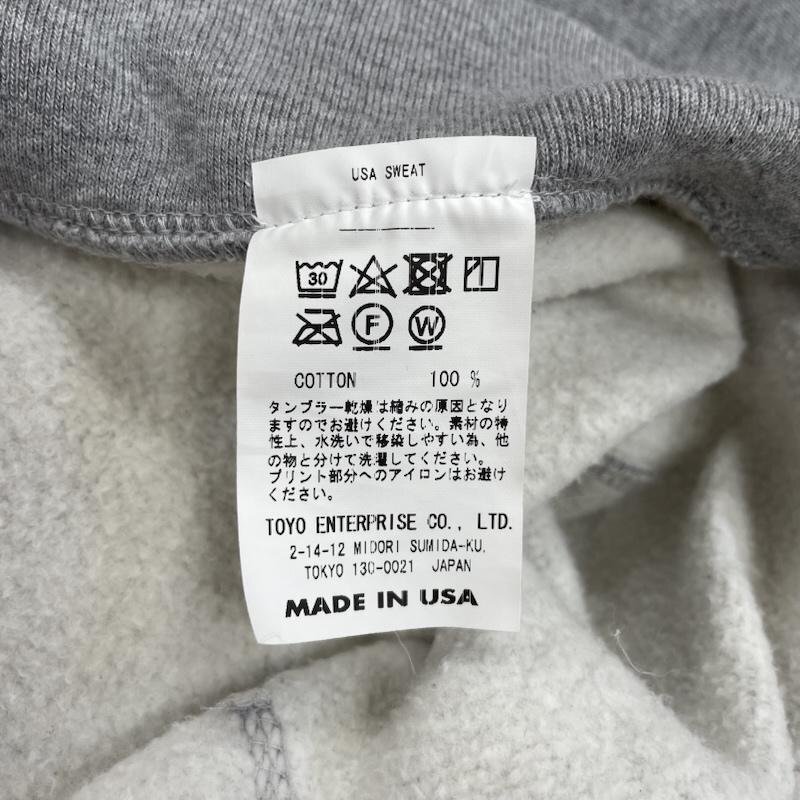 USA SWEAT
30
F W
COTTON 100 %
タンブラー乾燥は縮みの原因となり
ますのでお避けください。素材の特
性上、水洗いで移染しやすい為、他
の物と分けて洗濯してください。
プリント部分へのアイロンはお避け
ください。
TOYO ENTERPRISE CO., LTD.
2-14-12 MIDORI SUMIDA-KU,
TOKYO 130-0021 JAPAN
MADE IN USA